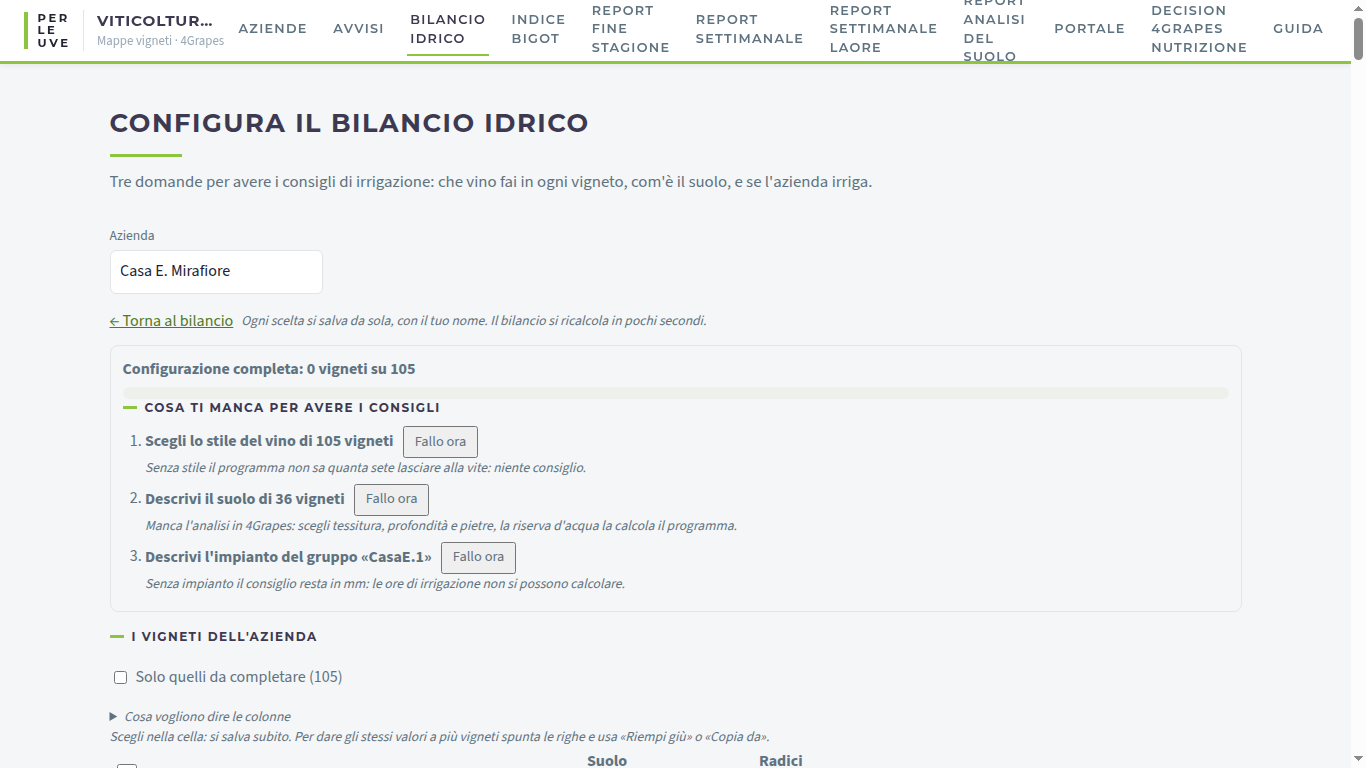 PER
LE
UVE
VITICOLTUR...
Mappe vigneti · 4Grapes
AZIENDE
AVVISI
BILANCIO
IDRICO
INDICE
BIGOT
REPORT
FINE
STAGIONE
REPORT
SETTIMANALE
REPORT
SETTIMANALE
LAORE
REPORT
ANALISI
DEL
SUOLO
PORTALE
DECISION
4GRAPES
NUTRIZIONE
GUIDA
CONFIGURA IL BILANCIO IDRICO
Tre domande per avere i consigli di irrigazione: che vino fai in ogni vigneto, com'è il suolo, e se l'azienda irriga.
Azienda
Casa E. Mirafiore
← Torna al bilancio Ogni scelta si salva da sola, con il tuo nome. Il bilancio si ricalcola in pochi secondi.
Configurazione completa: 0 vigneti su 105
COSA TI MANCA PER AVERE I CONSIGLI
1. Scegli lo stile del vino di 105 vigneti Fallo ora
Senza stile il programma non sa quanta sete lasciare alla vite: niente consiglio.
2. Descrivi il suolo di 36 vigneti Fallo ora
Manca l'analisi in 4Grapes: scegli tessitura, profondità e pietre, la riserva d'acqua la calcola il programma.
3. Descrivi l'impianto del gruppo «CasaE.1» Fallo ora
Senza impianto il consiglio resta in mm: le ore di irrigazione non si possono calcolare.
I VIGNETI DELL'AZIENDA
Solo quelli da completare (105)
Cosa vogliono dire le colonne
Scegli nella cella: si salva subito. Per dare gli stessi valori a più vigneti spunta le righe e usa «Riempi giù» o «Copia da».
Suolo Radici